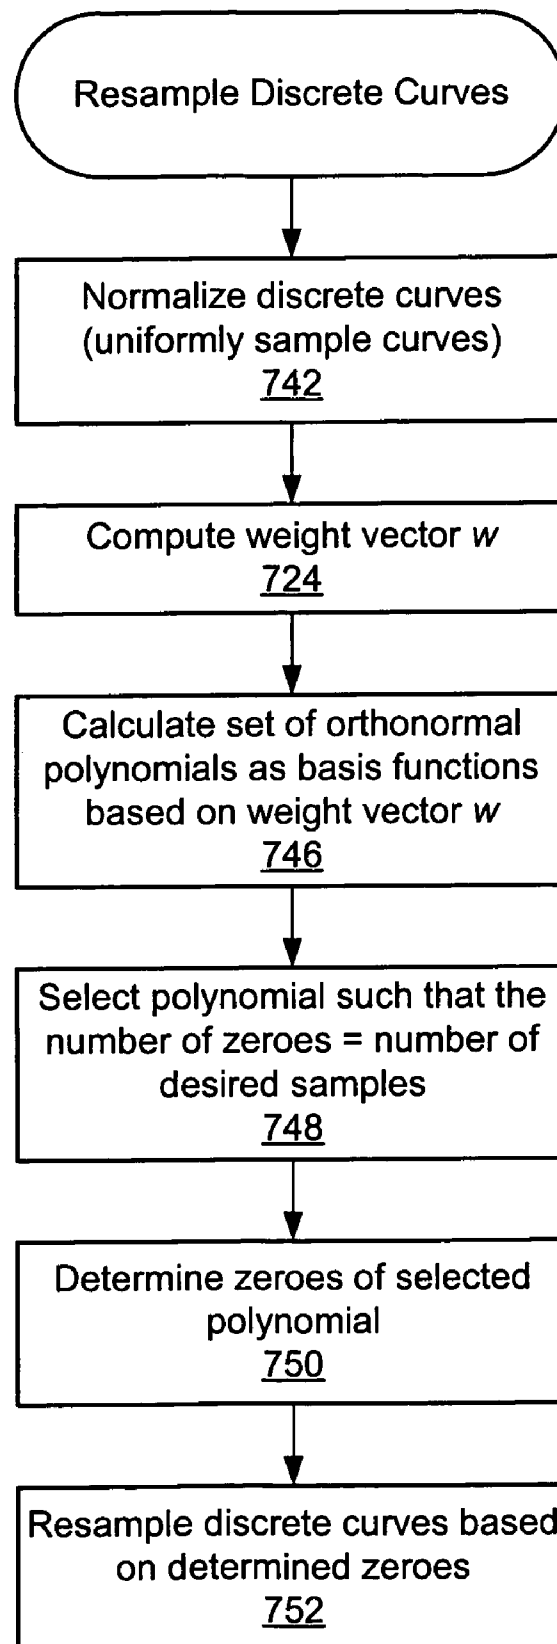 Resample Discrete Curves
Normalize discrete curves
(uniformly sample curves)
742
Compute weight vector w
724
Calculate set of orthonormal
polynomials as basis functions
based on weight vector w
746
Select polynomial such that the
number of zeroes = number of
desired samples
748
Determine zeroes of selected
polynomial
750
Resample discrete curves based
on determined zeroes
752